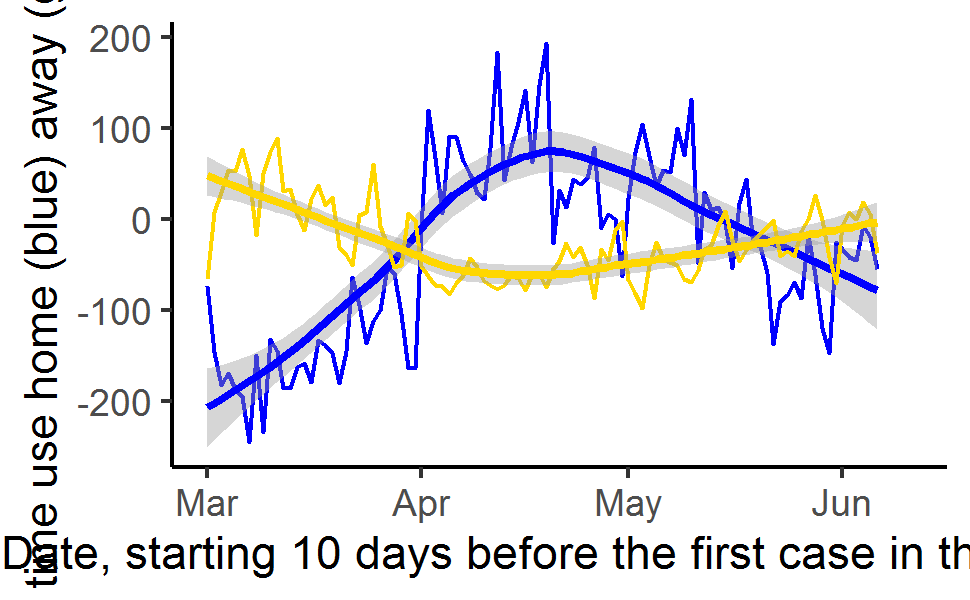 time use home (blue) away (
200
100
0
-100
-200
Mar Apr May Jun
Date, starting 10 days before the first case in th